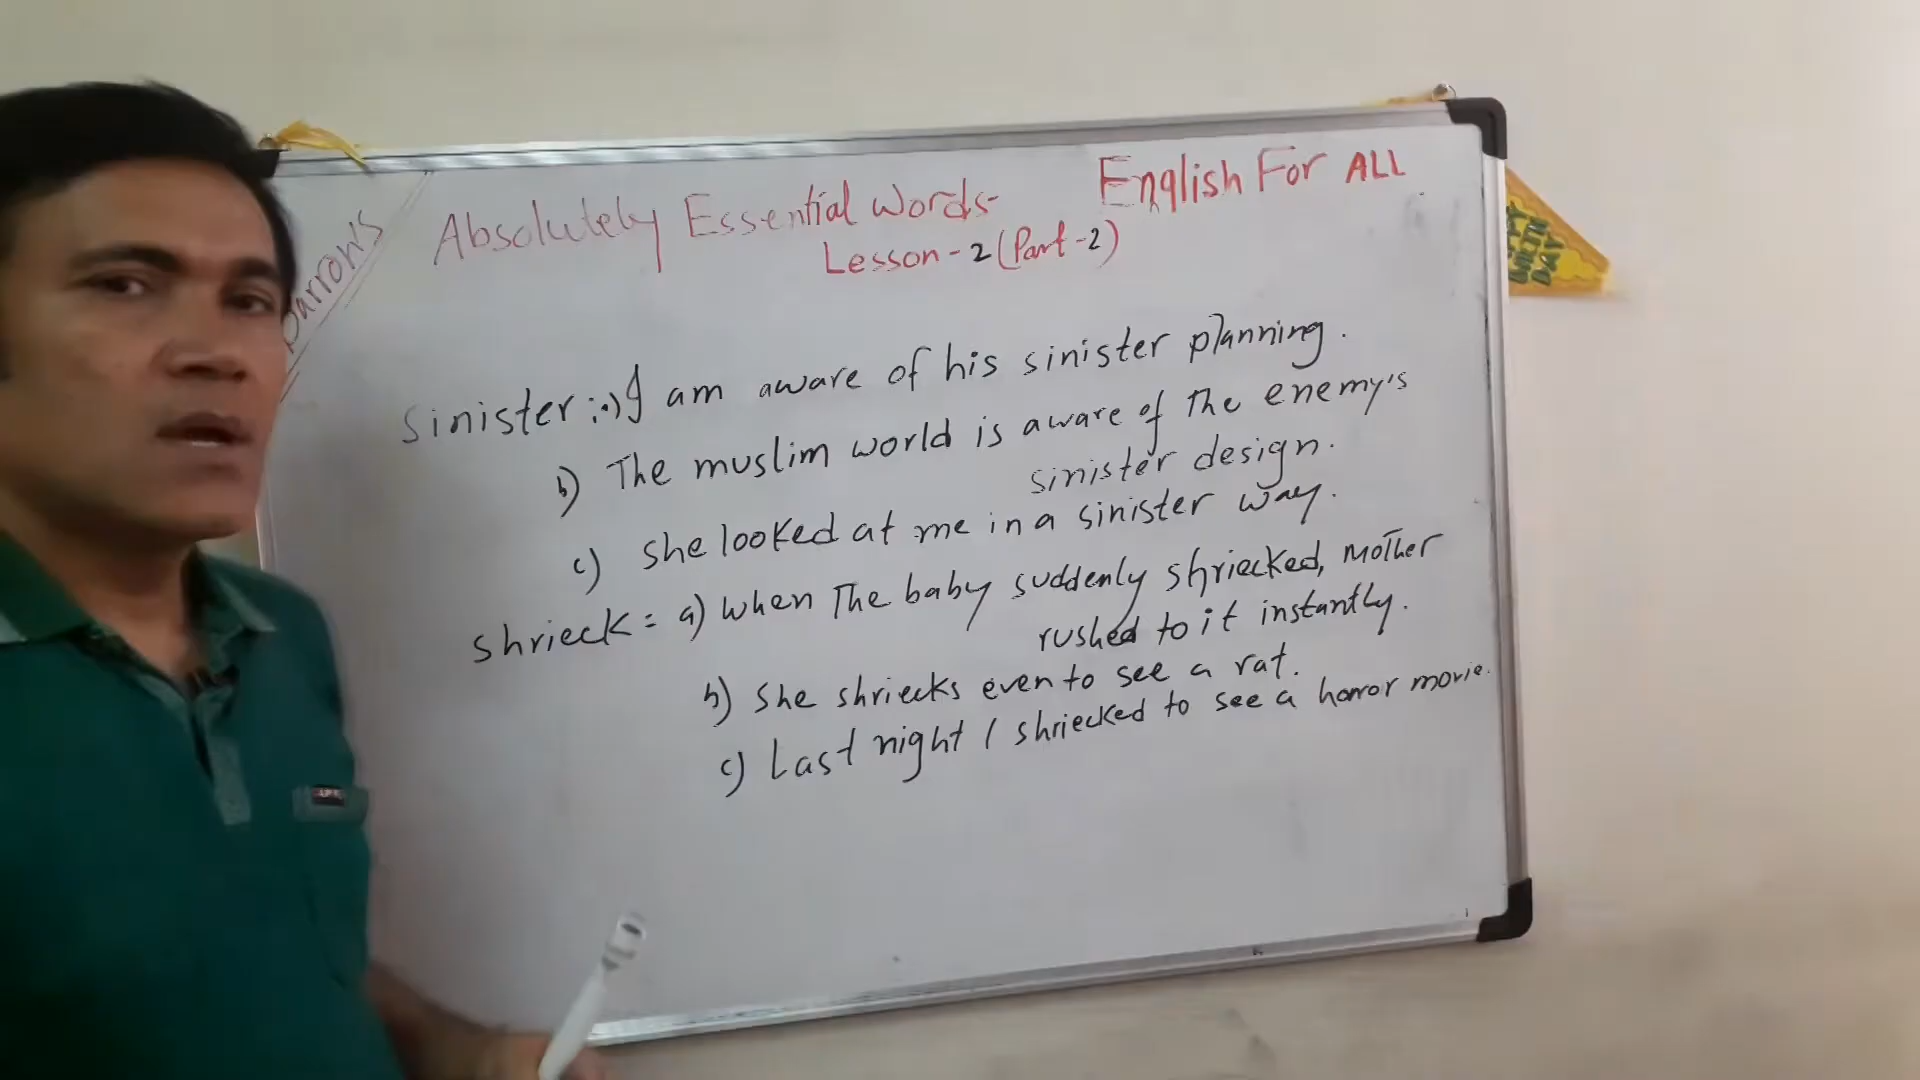 Barron's
Absolutely Essential Words-
English For ALL
Lesson - 2 (Part -2)
Sinister :a) I am aware of his sinister planning.
b) The muslim world is aware of The enemy's
sinister design.
c) She looked at me in a sinister way.
Shrieck = a) When The baby suddenly shriecked, mother
rushed to it instantly.
b) She shriecks even to see a rat.
c) Last night I shriecked to see a horror movie.